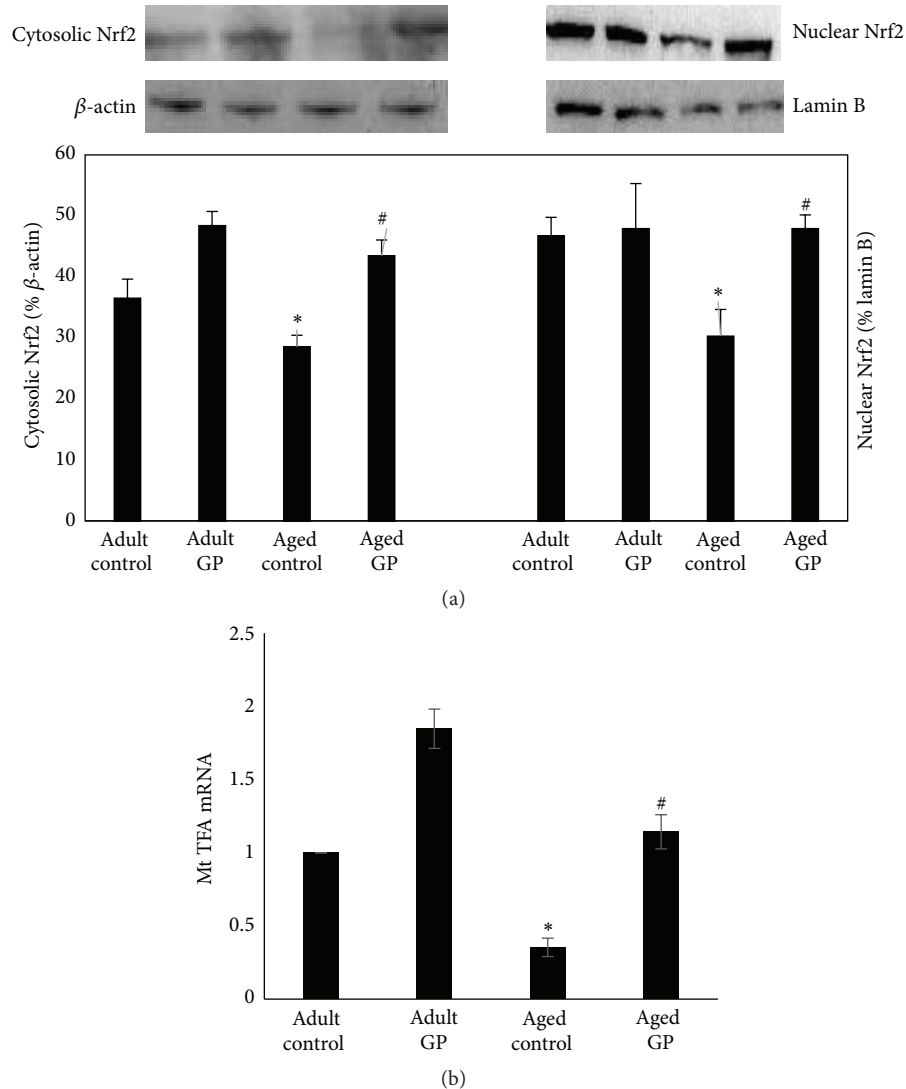 Cytosolic Nrf2
Nuclear Nrf2
β-actin
Lamin B
60
50
40
30
20
10
0
Cytosolic Nrf2 (% β-actin)
Nuclear Nrf2 (% lamin B)
*
#
*
#
Adult
control
Adult
GP
Aged
control
Aged
GP
Adult
control
Adult
GP
Aged
control
Aged
GP
(a)
2.5
2
1.5
1
0.5
0
Mt TFA mRNA
*
#
Adult
control
Adult
GP
Aged
control
Aged
GP
(b)